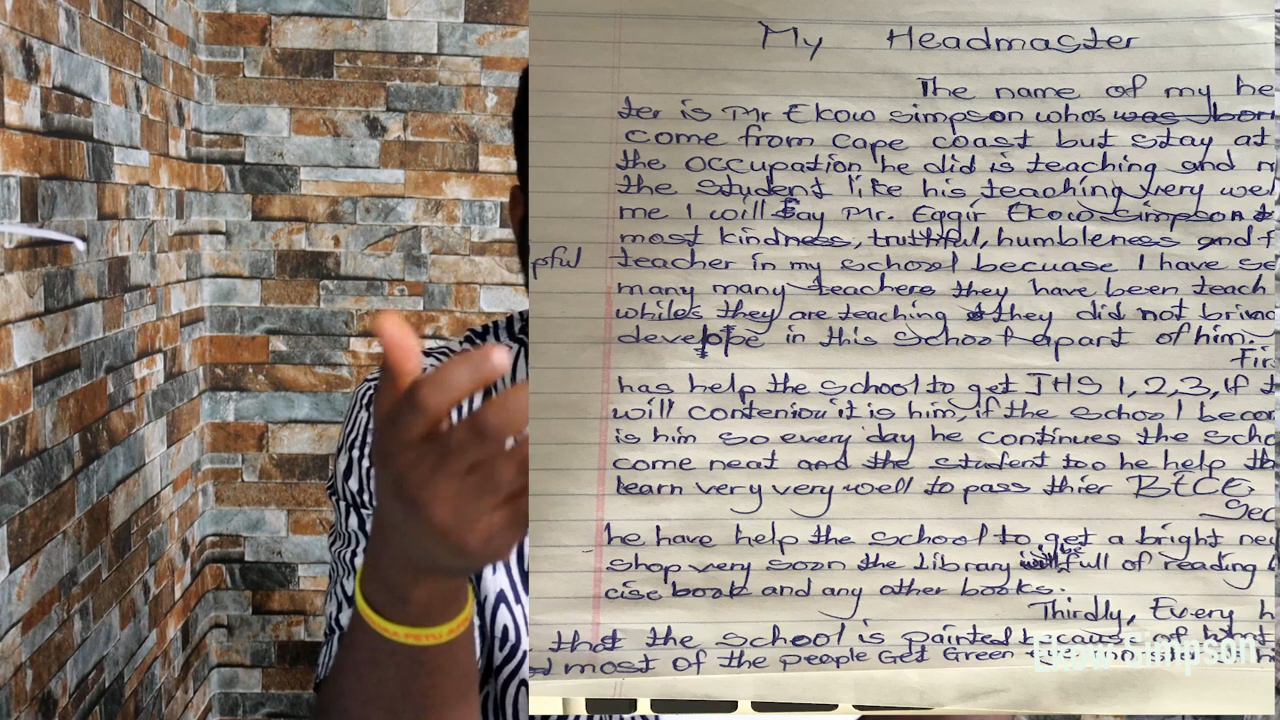 My Headmaster
The name of my he
ter is Mr Ekow simpson whos was born
come from cape coast but stay at
the occupation he did is teaching and
the student like his teaching very wel
me I will say Mr. Eggir Ekow simpson
most kindness, truthful, humbleness and f
pful teacher in my school becuase I have se
many many teachers they have been teach
whiles they are teaching they did not bring
develope in this school apart of him.
Firs
has help the school to get JHS 1,2,3, if t
will conteniou it is him, if the school becom
is him so every day he continues the scho
come neat and the student too he help th
learn very very well to pass thier BECE
Sec
he have help the school to get a bright ne
shop very soon the Library will be full of reading
cise book and any other books.
Thirdly, Every h
that the school is painted because of
most of the people Get Green